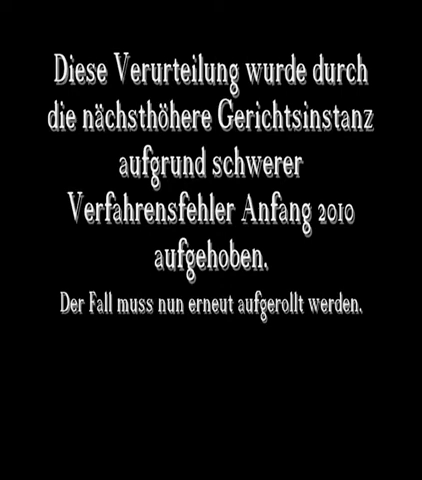 Diese Verurteilung wurde durch
die nächsthöhere Gerichtsinstanz
aufgrund schwerer
Verfahrensfehler Anfang 2010
aufgehoben.
Der Fall muss nun erneut aufgerollt werden.